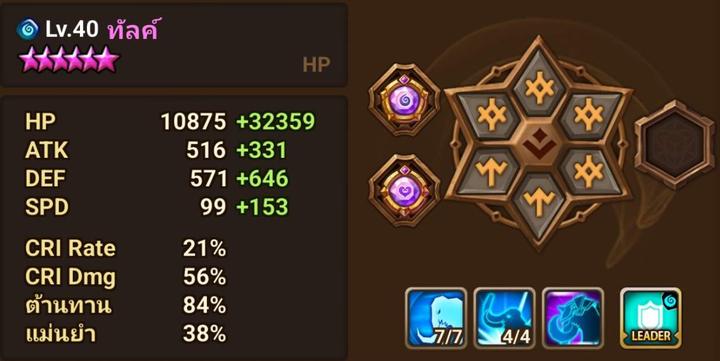 Lv.40 ทัลค์
HP
HP 10875 +32359
ATK 516 +331
DEF 571 +646
SPD 99 +153
CRI Rate 21%
CRI Dmg 56%
ต้านทาน 84%
แม่นยำ 38%
7/7 4/4 LEADER